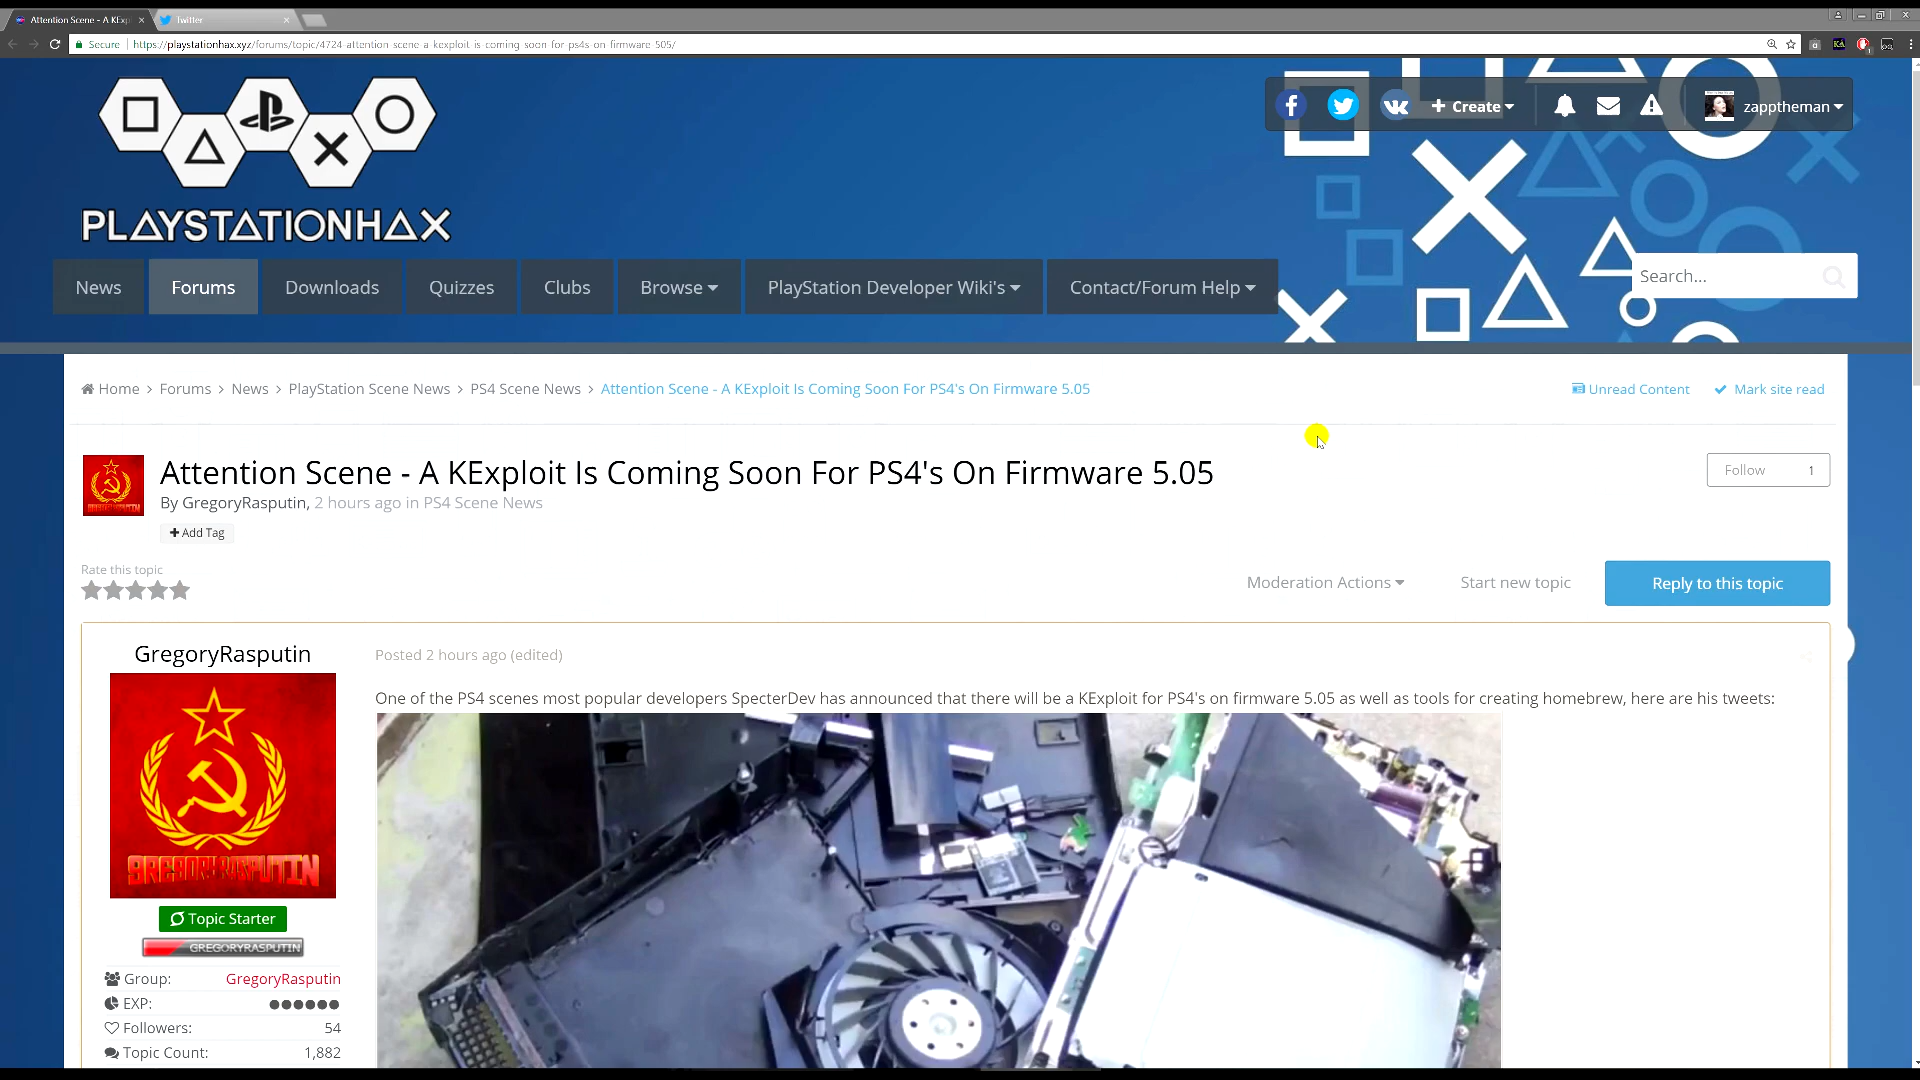 Attention Scene - A KExp
Twitter
Secure https://playstationhax.xyz/forums/topic/4724-attention-scene-a-kexploit-is-coming-soon-for-ps4s-on firmware 505/
PLAYSTATIONHAX
+ Create
zapptheman
News Forums Downloads Quizzes Clubs Browse PlayStation Developer Wiki's Contact/Forum Help
Search...
Home > Forums > News > PlayStation Scene News > PS4 Scene News > Attention Scene - A KExploit Is Coming Soon For PS4's On Firmware 5.05
Unread Content Mark site read
Attention Scene - A KExploit Is Coming Soon For PS4's On Firmware 5.05
Follow 1
By GregoryRasputin, 2 hours ago in PS4 Scene News
+ Add Tag
Rate this topic
Moderation Actions Start new topic Reply to this topic
GregoryRasputin
Posted 2 hours ago (edited)
One of the PS4 scenes most popular developers SpecterDev has announced that there will be a KExploit for PS4's on firmware 5.05 as well as tools for creating homebrew, here are his tweets:
GREGORYRASPUTIN
Topic Starter
GREGORYRASPUTIN
Group: GregoryRasputin
EXP:
Followers: 54
Topic Count: 1,882